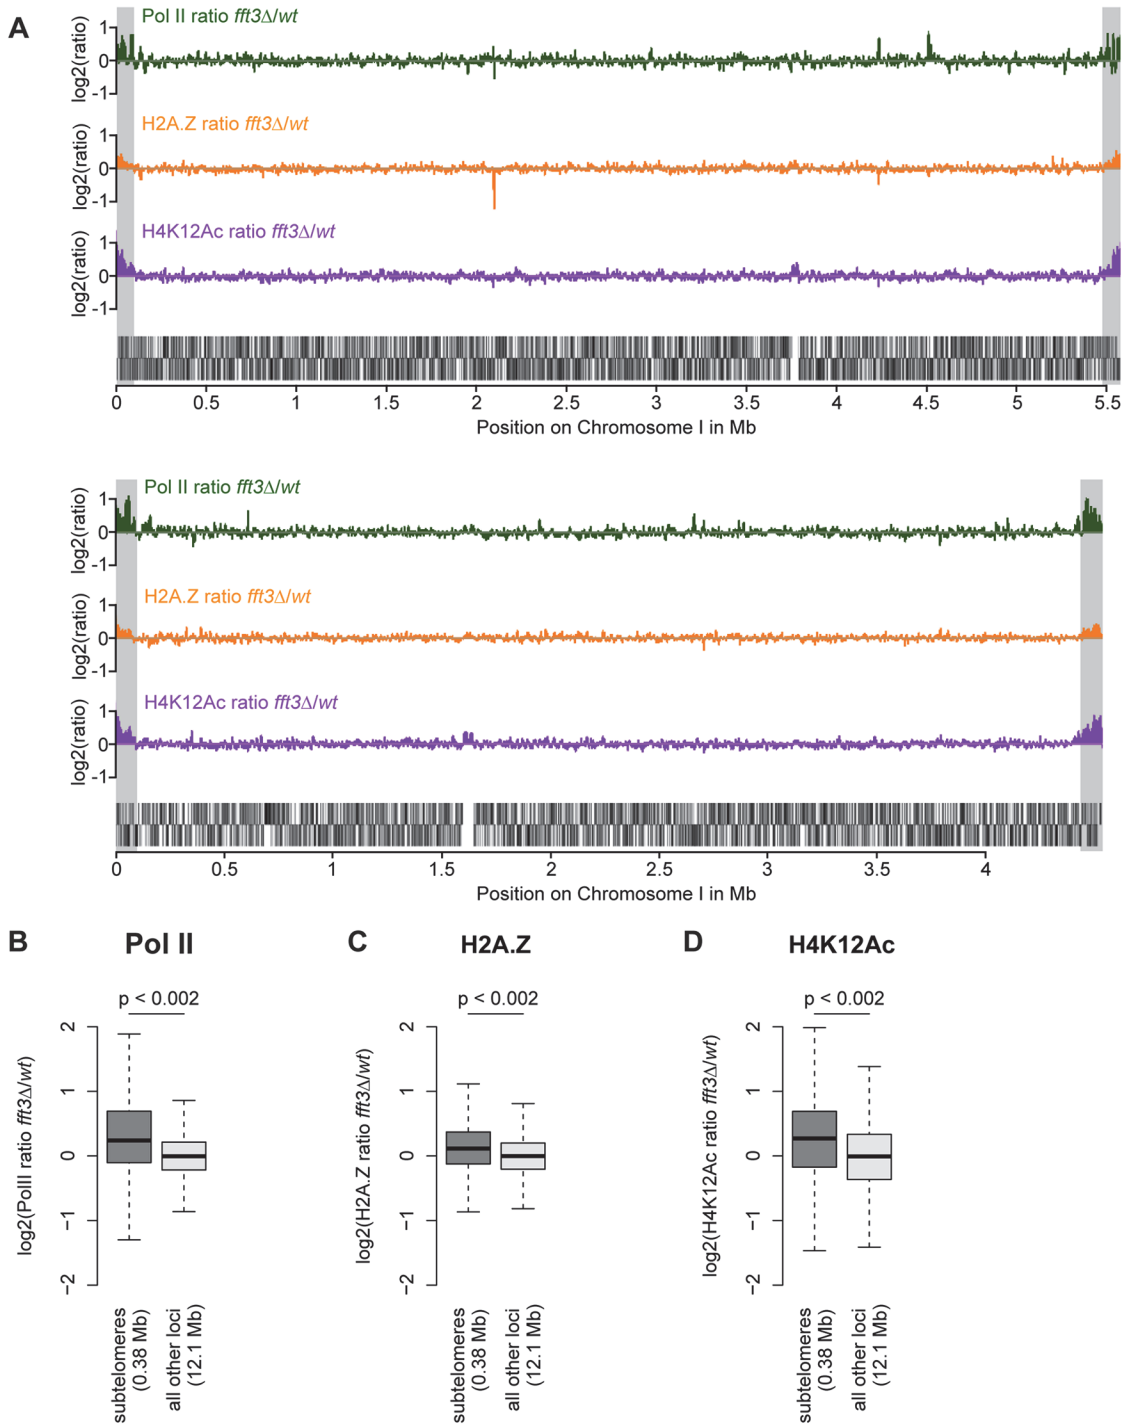 A
Pol II ratio fft3Δ/wt
log2(ratio)
1
0
-1
H2A.Z ratio fft3Δ/wt
log2(ratio)
1
0
-1
H4K12Ac ratio fft3Δ/wt
log2(ratio)
1
0
-1
0 0.5 1 1.5 2 2.5 3 3.5 4 4.5 5 5.5
Position on Chromosome I in Mb
Pol II ratio fft3Δ/wt
log2(ratio)
1
0
-1
H2A.Z ratio fft3Δ/wt
log2(ratio)
1
0
-1
H4K12Ac ratio fft3Δ/wt
log2(ratio)
1
0
-1
0 0.5 1 1.5 2 2.5 3 3.5 4
Position on Chromosome I in Mb
B
Pol II
p < 0.002
log2(PolII ratio fft3Δ/wt)
2
1
0
−1
−2
subtelomeres
(0.38 Mb)
all other loci
(12.1 Mb)
C
H2A.Z
p < 0.002
log2(H2A.Z ratio fft3Δ/wt)
2
1
0
−1
−2
subtelomeres
(0.38 Mb)
all other loci
(12.1 Mb)
D
H4K12Ac
p < 0.002
log2(H4K12Ac ratio fft3Δ/wt)
2
1
0
−1
−2
subtelomeres
(0.38 Mb)
all other loci
(12.1 Mb)